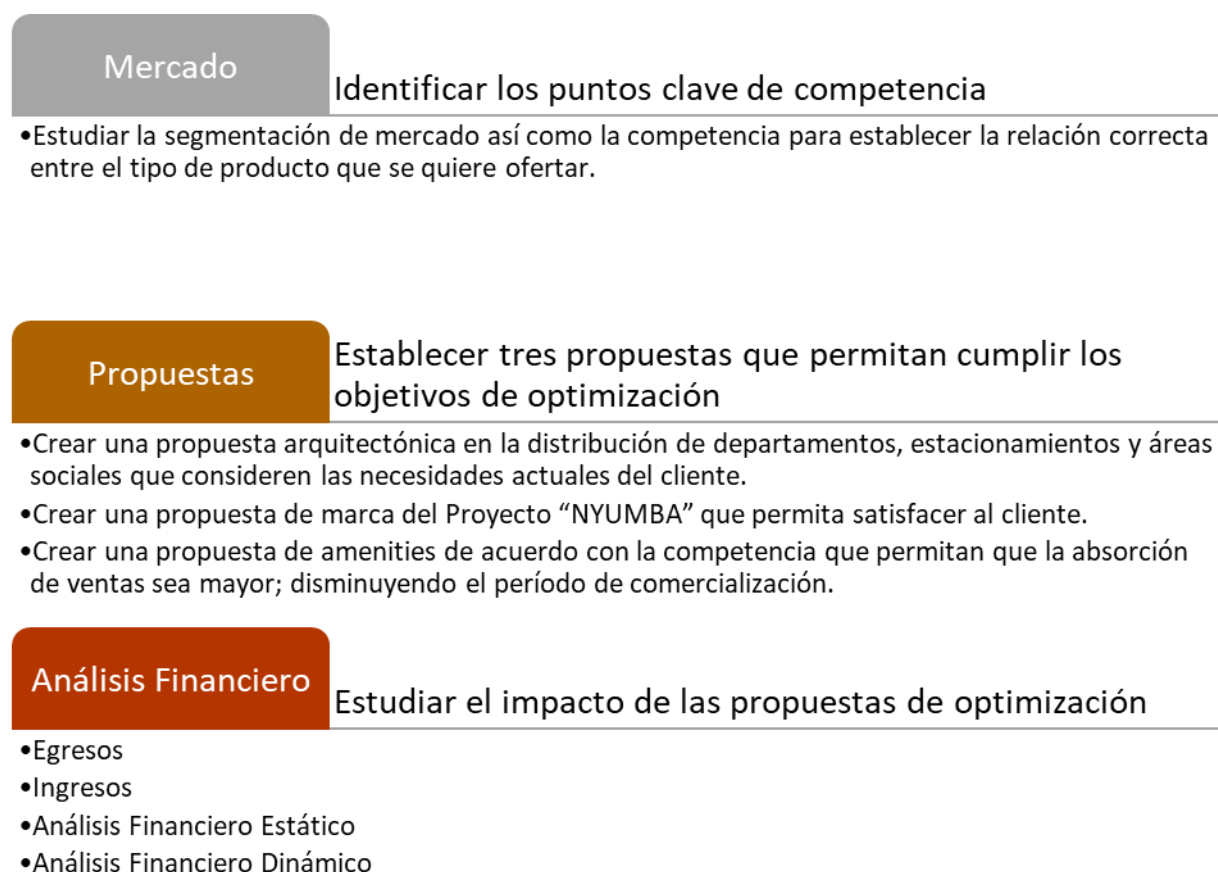 Mercado
Identificar los puntos clave de competencia
•Estudiar la segmentación de mercado así como la competencia para establecer la relación correcta
entre el tipo de producto que se quiere ofertar.
Propuestas
Establecer tres propuestas que permitan cumplir los
objetivos de optimización
•Crear una propuesta arquitectónica en la distribución de departamentos, estacionamientos y áreas
sociales que consideren las necesidades actuales del cliente.
•Crear una propuesta de marca del Proyecto “NYUMBA” que permita satisfacer al cliente.
•Crear una propuesta de amenities de acuerdo con la competencia que permitan que la absorción
de ventas sea mayor; disminuyendo el período de comercialización.
Análisis Financiero
Estudiar el impacto de las propuestas de optimización
•Egresos
•Ingresos
•Análisis Financiero Estático
•Análisis Financiero Dinámico